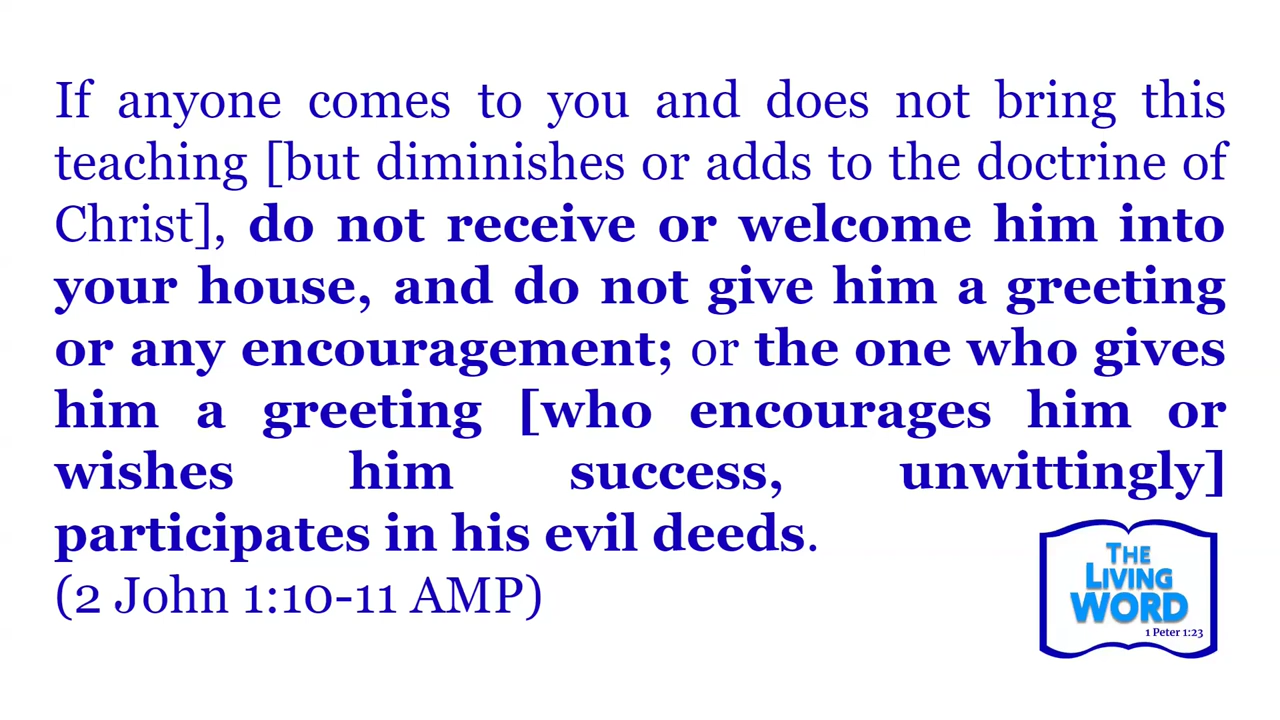 If anyone comes to you and does not bring this
teaching [but diminishes or adds to the doctrine of
Christ], do not receive or welcome him into
your house, and do not give him a greeting
or any encouragement; or the one who gives
him a greeting [who encourages him or
wishes him success, unwittingly]
participates in his evil deeds.
(2 John 1:10-11 AMP)
THE
LIVING
WORD
1 Peter 1:23